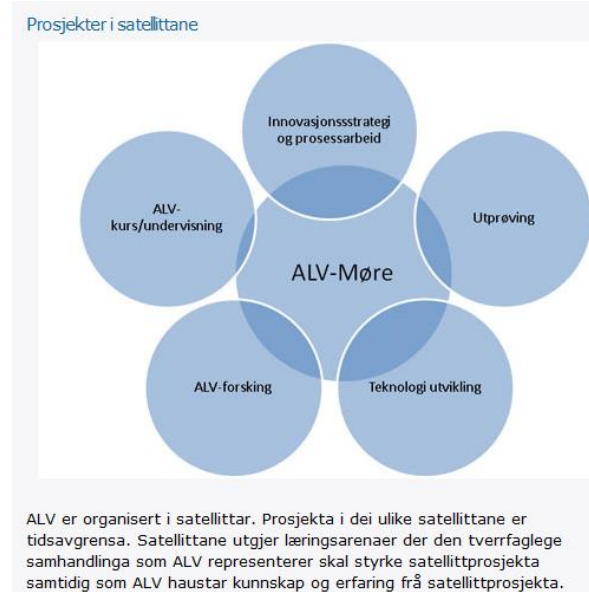 Prosjekter i satellittane
Innovasjonssstrategi
og prosessarbeid
ALV-
kurs/undervisning
Utprøving
ALV-Møre
ALV-forsking
Teknologi utvikling
ALV er organisert i satellittar. Prosjekta i dei ulike satellittane er
tidsavgrensa. Satellittane utgjer læringsarenaer der den tverrfaglege
samhandlinga som ALV representerer skal styrke satellittprosjekta
samtidig som ALV haustar kunnskap og erfaring frå satellittprosjekta.